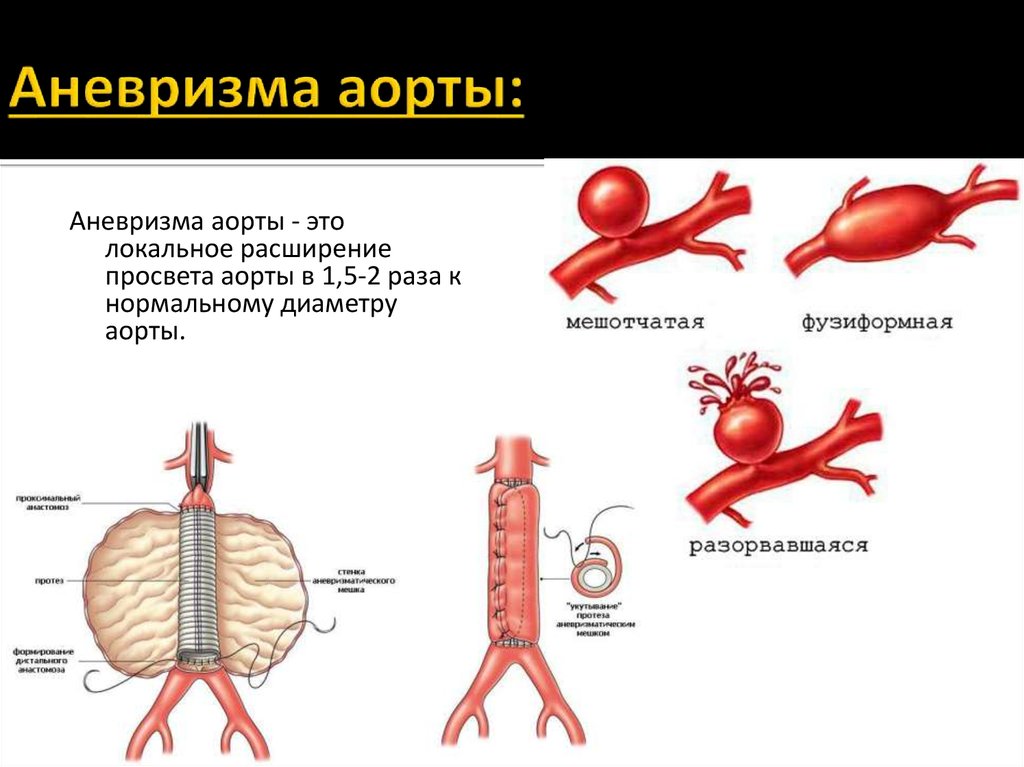 Аневризма аорты:
Аневризма аорты - это
локальное расширение
просвета аорты в 1,5-2 раза к
нормальному диаметру
аорты.
мешотчатая
фузиформная
разорвавшаяся
проксимальный
анастомоз
протез
формирование
дистального
анастомоза
стенка
аневризматического
мешка
"укутывание"
протеза
аневризматическим
мешком